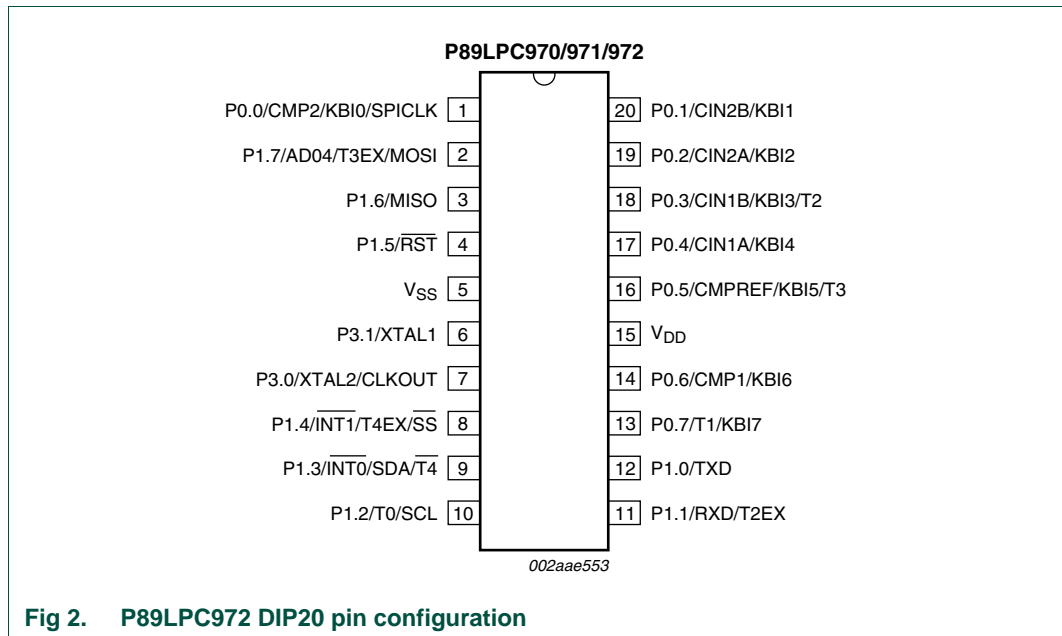 P89LPC970/971/972
P0.0/CMP2/KBI0/SPICLK 1 20 P0.1/CIN2B/KBI1
P1.7/AD04/T3EX/MOSI 2 19 P0.2/CIN2A/KBI2
P1.6/MISO 3 18 P0.3/CIN1B/KBI3/T2
P1.5/R̅S̅T̅ 4 17 P0.4/CIN1A/KBI4
VSS 5 16 P0.5/CMPREF/KBI5/T3
P3.1/XTAL1 6 15 VDD
P3.0/XTAL2/CLKOUT 7 14 P0.6/CMP1/KBI6
P1.4/I̅N̅T̅1̅/T4EX/S̅S̅ 8 13 P0.7/T1/KBI7
P1.3/I̅N̅T̅0̅/SDA/T̅4̅ 9 12 P1.0/TXD
P1.2/T0/SCL 10 11 P1.1/RXD/T2EX
002aae553
Fig 2. P89LPC972 DIP20 pin configuration